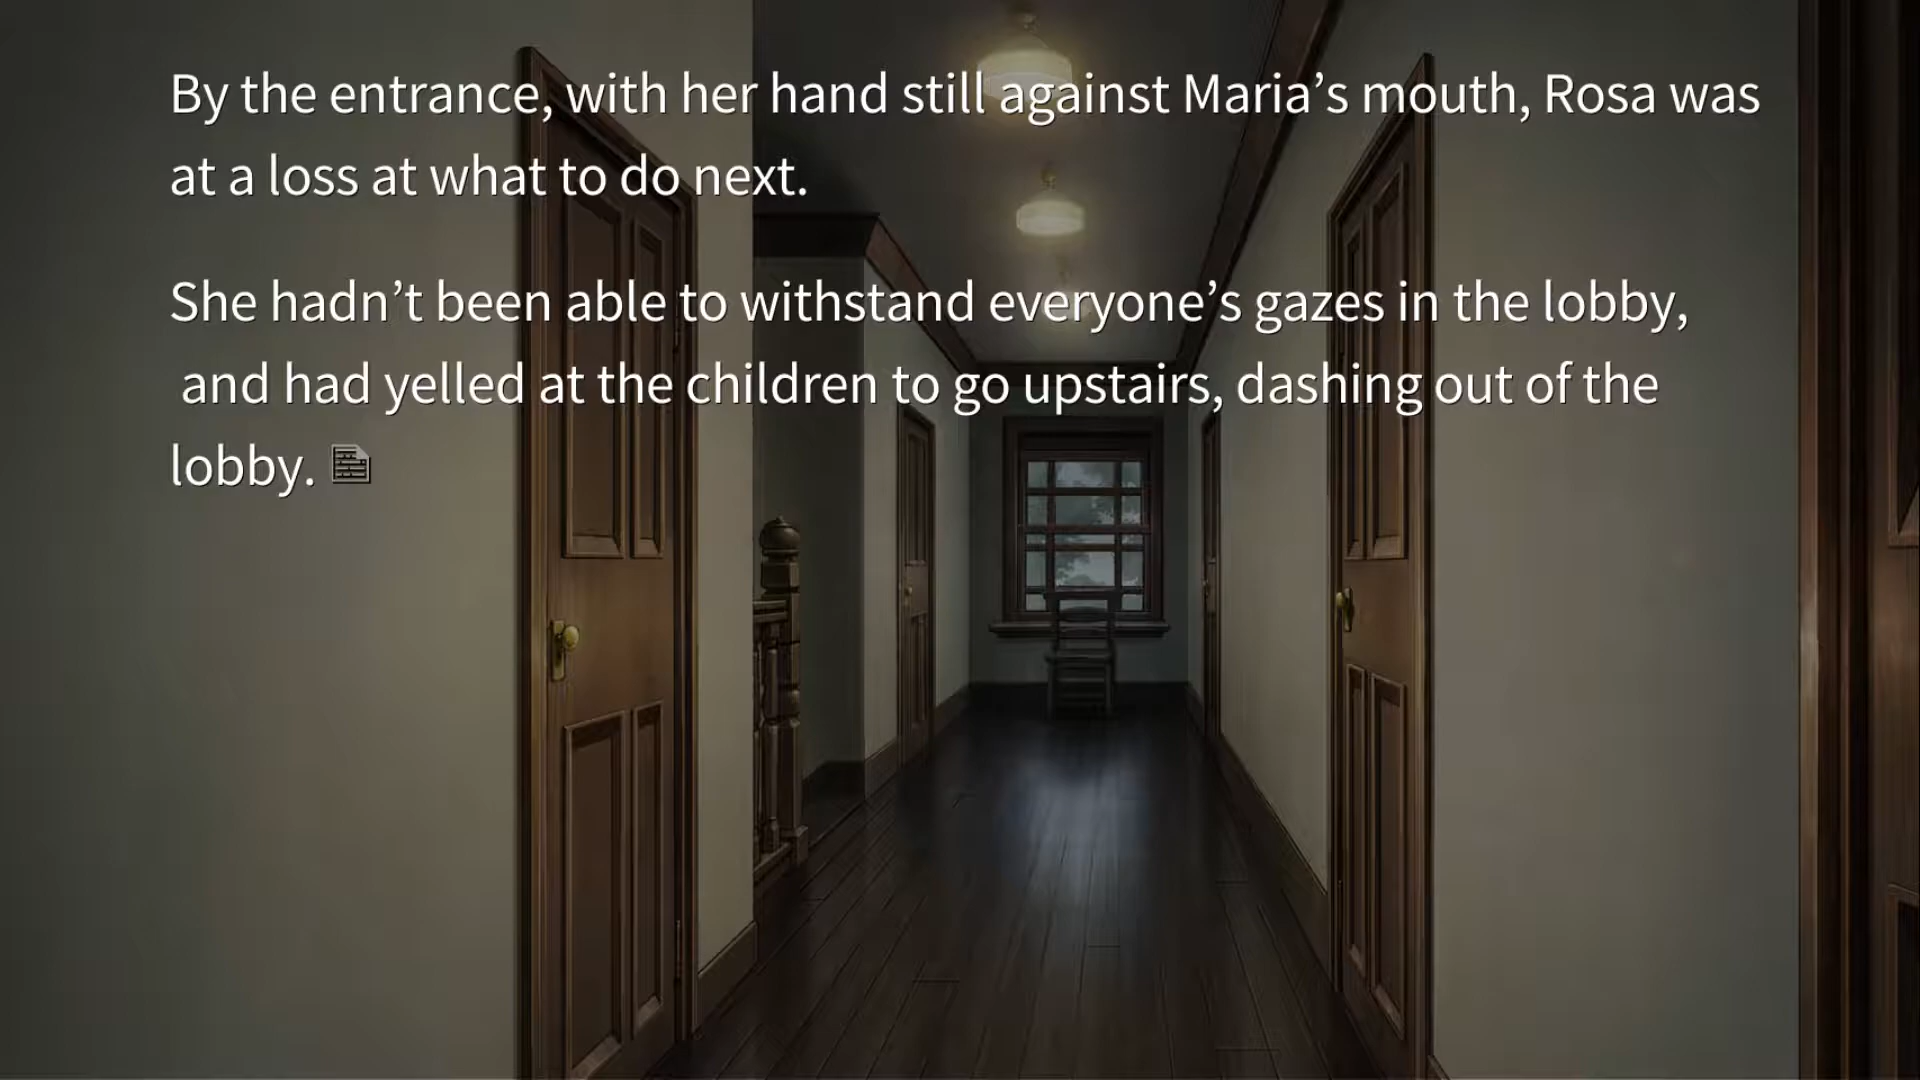 By the entrance, with her hand still against Maria’s mouth, Rosa was
at a loss at what to do next.
She hadn’t been able to withstand everyone’s gazes in the lobby,
and had yelled at the children to go upstairs, dashing out of the
lobby.